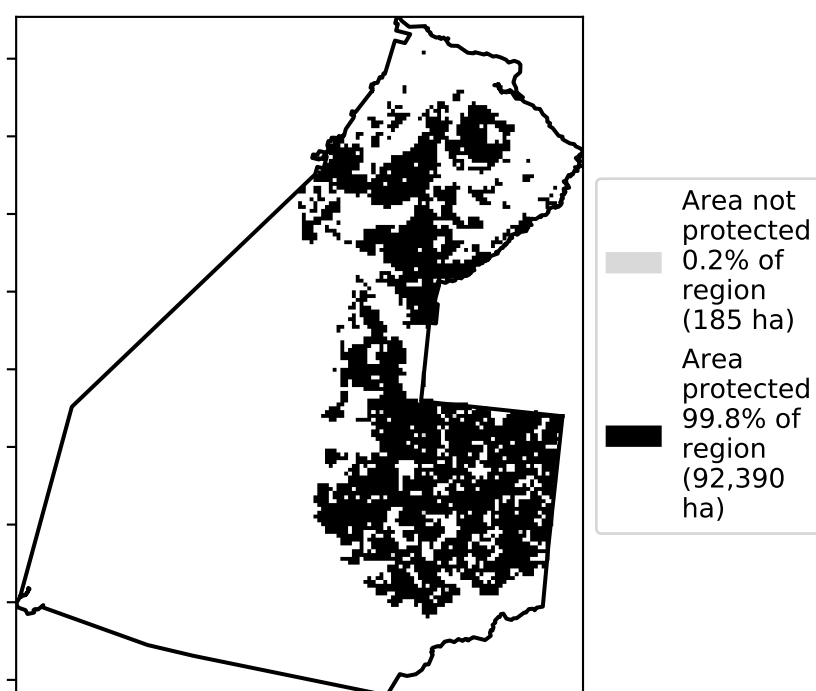 Area not
protected
0.2% of
region
(185 ha)
Area
protected
99.8% of
region
(92,390
ha)